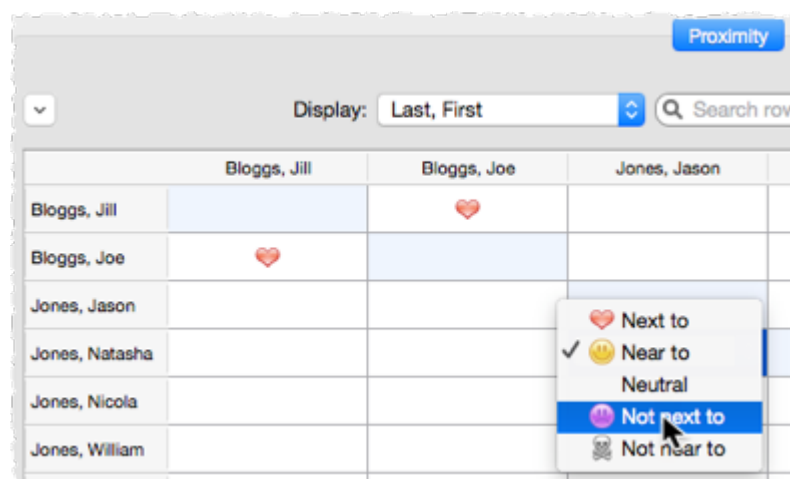 Proximity
Display: Last, First Search row
Bloggs, Jill Bloggs, Joe Jones, Jason
Bloggs, Jill
Bloggs, Joe
Jones, Jason
Jones, Natasha
Jones, Nicola
Jones, William
Next to
Near to
Neutral
Not next to
Not near to